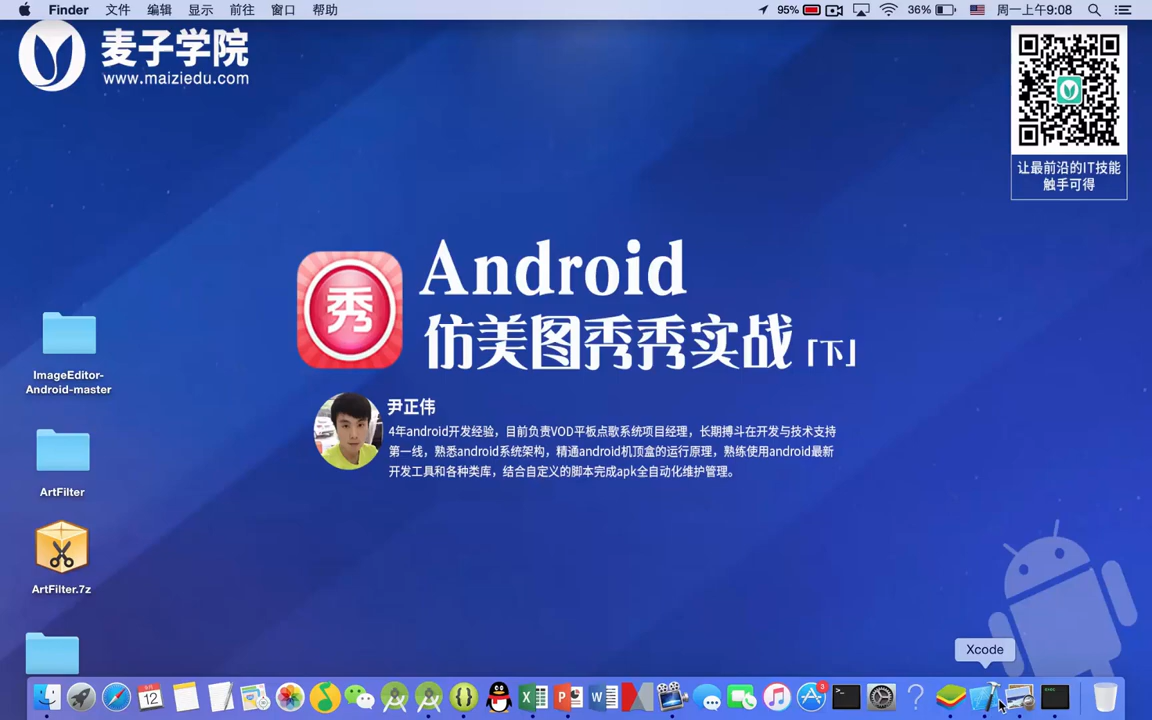 Finder 文件 编辑 显示 前往 窗口 帮助 95% 36% 周一上午9:08
麦子学院
www.maiziedu.com
让最前沿的IT技能
触手可得
Android
秀
仿美图秀秀实战「下」
尹正伟
4年android开发经验，目前负责VOD平板点歌系统项目经理，长期搏斗在开发与技术支持
第一线，熟悉android系统架构，精通android机顶盒的运行原理，熟练使用android最新
开发工具和各种类库，结合自定义的脚本完成apk全自动化维护管理。
ImageEditor-
Android-master
ArtFilter
ArtFilter.7z
Xcode
12
3